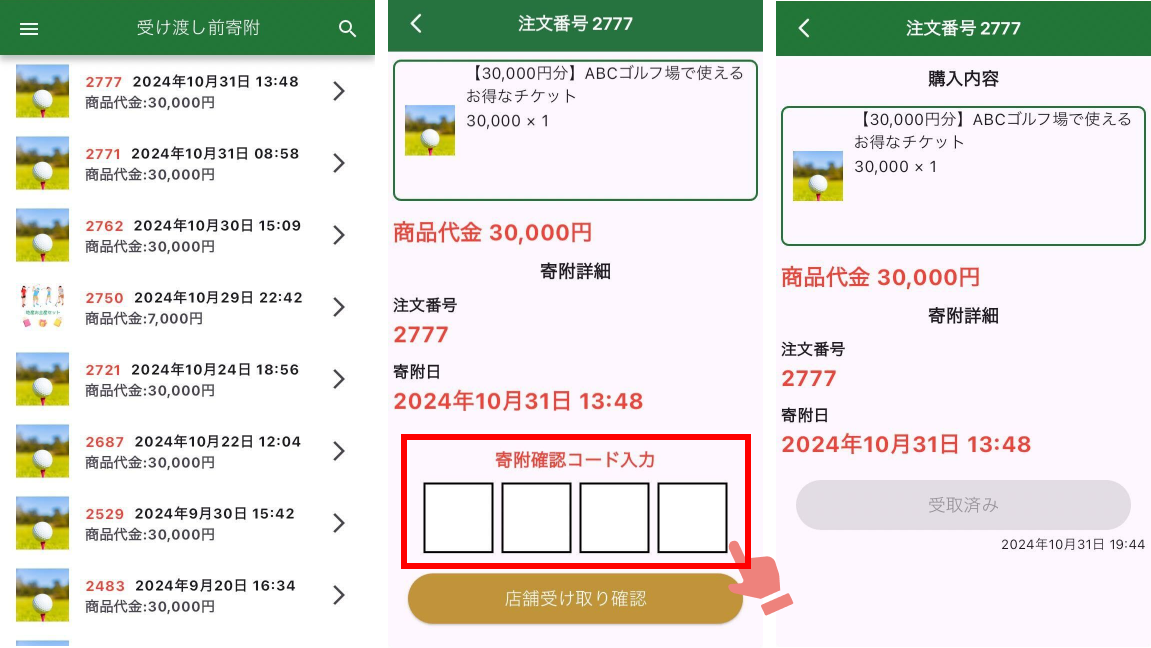 受け渡し前寄附
2777 2024年10月31日 13:48
商品代金:30,000円
2771 2024年10月31日 08:58
商品代金:30,000円
2762 2024年10月30日 15:09
商品代金:30,000円
2750 2024年10月29日 22:42
商品代金:7,000円
2721 2024年10月24日 18:56
商品代金:30,000円
2687 2024年10月22日 12:04
商品代金:30,000円
2529 2024年9月30日 15:42
商品代金:30,000円
2483 2024年9月20日 16:34
商品代金:30,000円
注文番号 2777
【30,000円分】ABCゴルフ場で使える
お得なチケット
30,000 × 1
商品代金 30,000円
寄附詳細
注文番号
2777
寄附日
2024年10月31日 13:48
寄附確認コード入力
店舗受け取り確認
注文番号 2777
購入内容
【30,000円分】ABCゴルフ場で使える
お得なチケット
30,000 × 1
商品代金 30,000円
寄附詳細
注文番号
2777
寄附日
2024年10月31日 13:48
受取済み
2024年10月31日 19:44